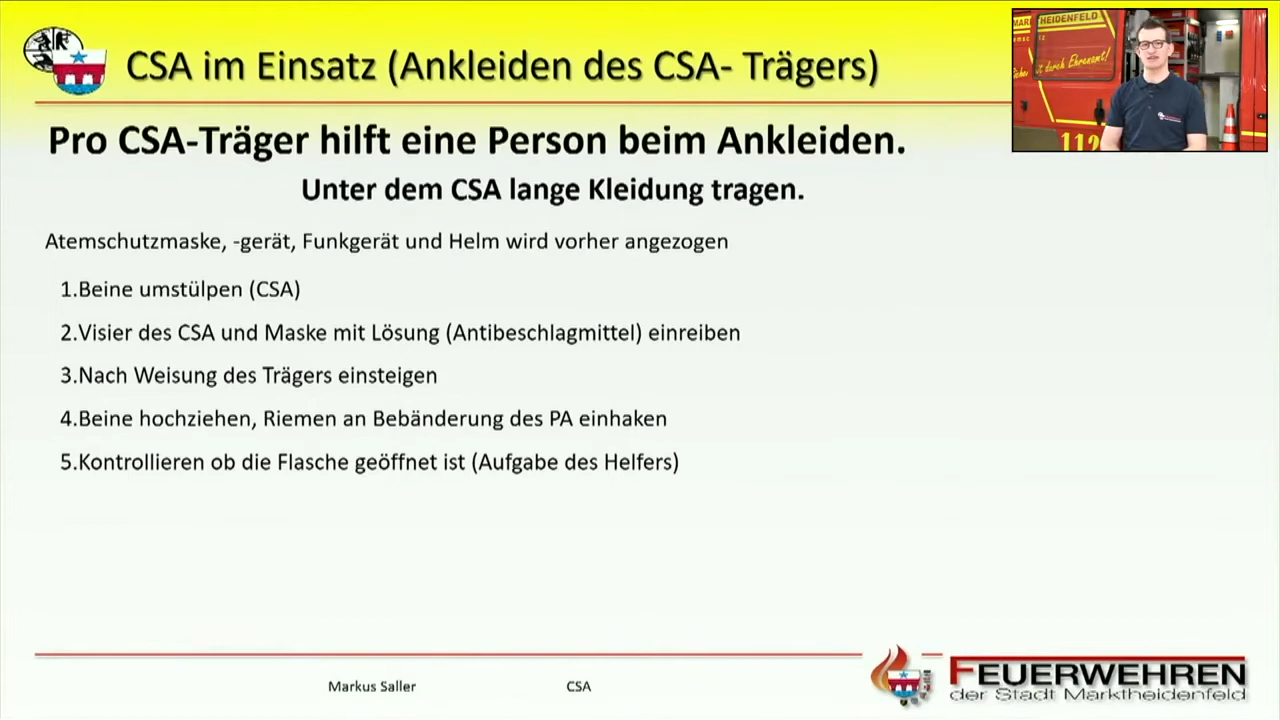 CSA im Einsatz (Ankleiden des CSA- Trägers)
HEIDENFELD
durch Ehrenamt!
112
Pro CSA-Träger hilft eine Person beim Ankleiden.
Unter dem CSA lange Kleidung tragen.
Atemschutzmaske, -gerät, Funkgerät und Helm wird vorher angezogen
1.Beine umstülpen (CSA)
2.Visier des CSA und Maske mit Lösung (Antibeschlagmittel) einreiben
3.Nach Weisung des Trägers einsteigen
4.Beine hochziehen, Riemen an Bebänderung des PA einhaken
5.Kontrollieren ob die Flasche geöffnet ist (Aufgabe des Helfers)
Markus Saller
CSA
FEUERWEHREN
der Stadt Marktheidenfeld